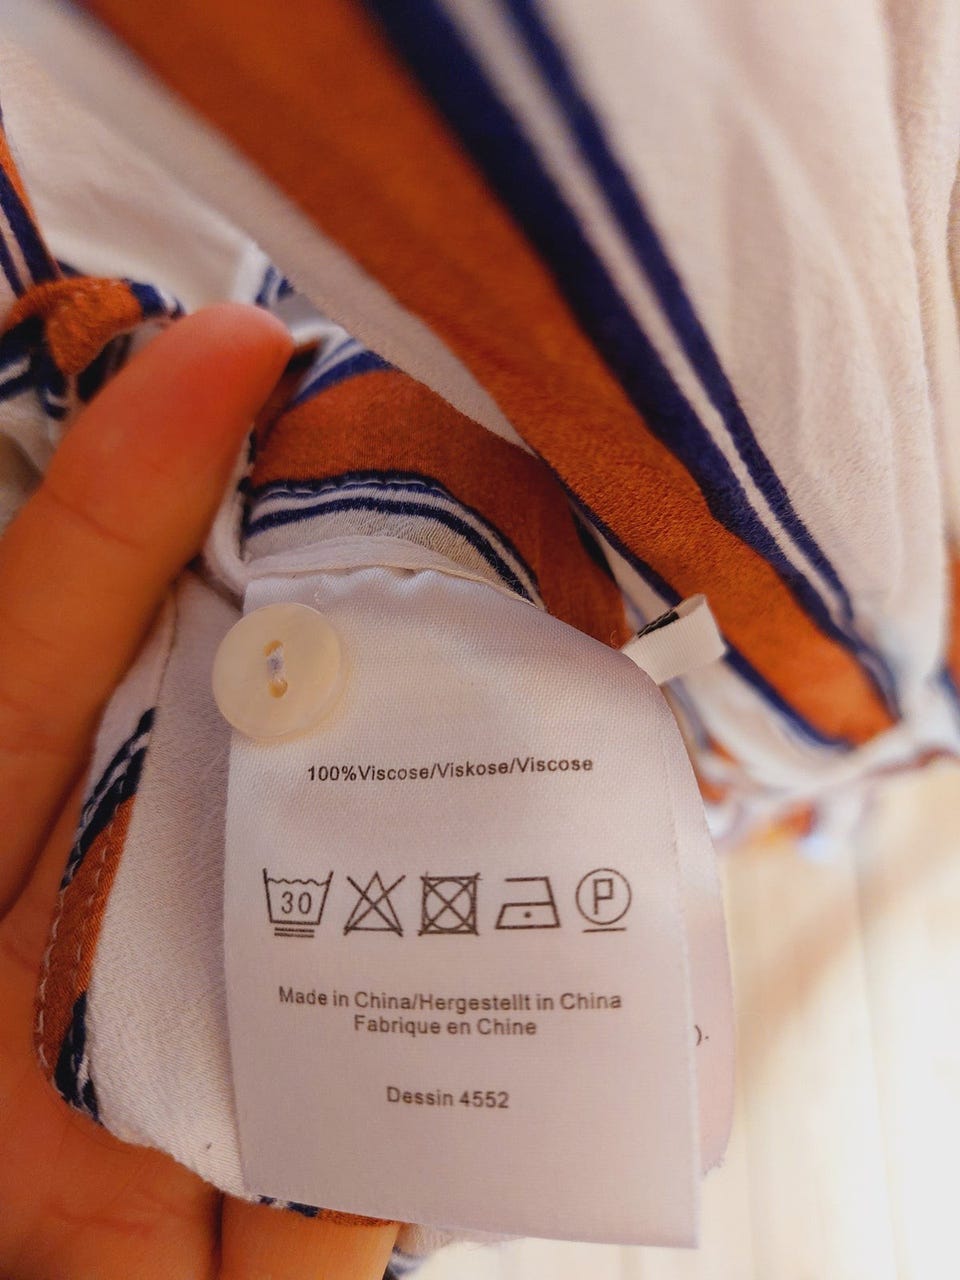 100%Viscose/Viskose/Viscose
30 P
Made in China/Hergestellt in China
Fabrique en Chine
Dessin 4552